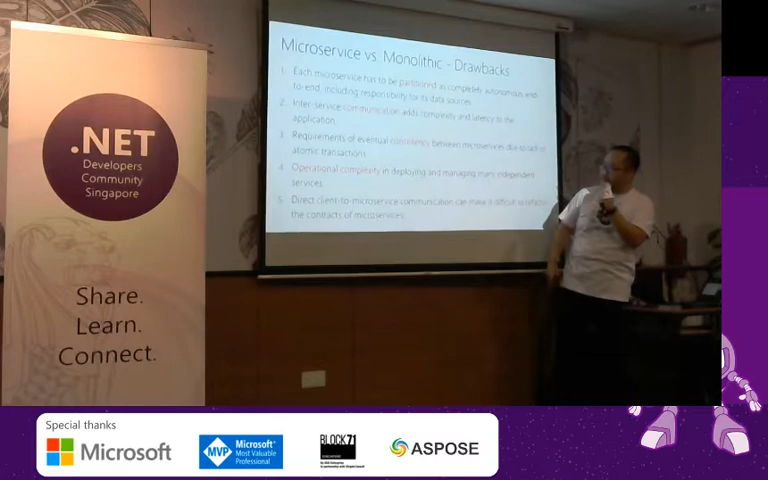 .NET
Developers
Community
Singapore
Share.
Learn.
Connect.
Microservice vs. Monolithic - Drawbacks
1. Each microservice has to be partitioned as completely autonomous, end-
to-end, including responsibility for its data sources.
2. Inter-service communication adds complexity and latency to the
application.
3. Requirements of eventual consistency between microservices due to lack of
atomic transactions.
4. Operational complexity in deploying and managing many independent
services.
5. Direct client-to-microservice communication can make it difficult to refactor
the contracts of microservices.
Special thanks
Microsoft
MVP
Microsoft®
Most Valuable
Professional
BLOCK71
ASPOSE